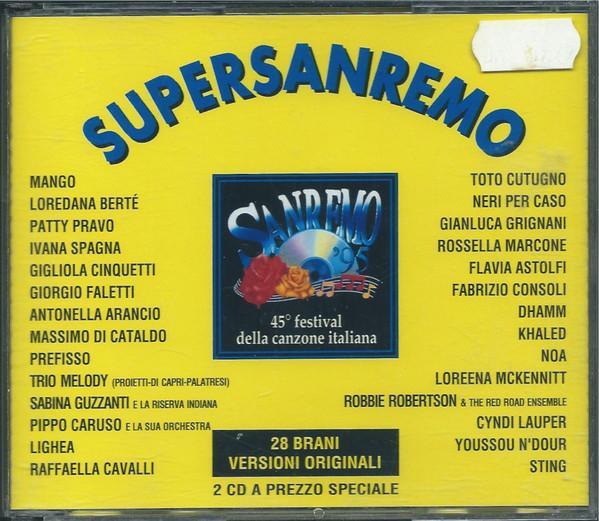 SUPERSANREMO
MANGO
LOREDANA BERTÉ
PATTY PRAVO
IVANA SPAGNA
GIGLIOLA CINQUETTI
GIORGIO FALETTI
ANTONELLA ARANCIO
MASSIMO DI CATALDO
PREFISSO
TRIO MELODY (PROIETTI-DI CAPRI-PALATRESI)
SABINA GUZZANTI E LA RISERVA INDIANA
PIPPO CARUSO E LA SUA ORCHESTRA
LIGHEA
RAFFAELLA CAVALLI
SANREMO '95
45° festival
della canzone italiana
28 BRANI
VERSIONI ORIGINALI
2 CD A PREZZO SPECIALE
TOTO CUTUGNO
NERI PER CASO
GIANLUCA GRIGNANI
ROSSELLA MARCONE
FLAVIA ASTOLFI
FABRIZIO CONSOLI
DHAMM
KHALED
NOA
LOREENA MCKENNITT
ROBBIE ROBERTSON & THE RED ROAD ENSEMBLE
CYNDI LAUPER
YOUSSOU N'DOUR
STING